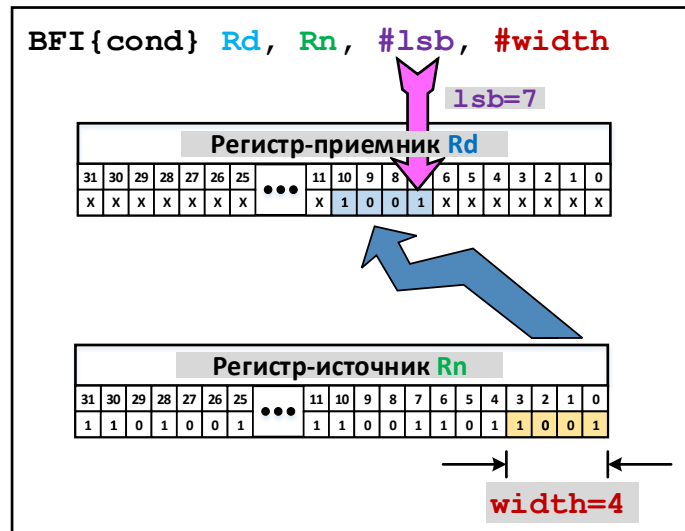 BFI{cond} Rd, Rn, #lsb, #width
lsb=7
Регистр-приемник Rd
31 30 29 28 27 26 25 ••• 11 10 9 8 6 5 4 3 2 1 0
X X X X X X X X 1 0 0 1 X X X X X X X
Регистр-источник Rn
31 30 29 28 27 26 25 ••• 11 10 9 8 7 6 5 4 3 2 1 0
1 1 0 1 0 0 1 1 1 0 0 1 1 0 1 1 0 0 1
width=4